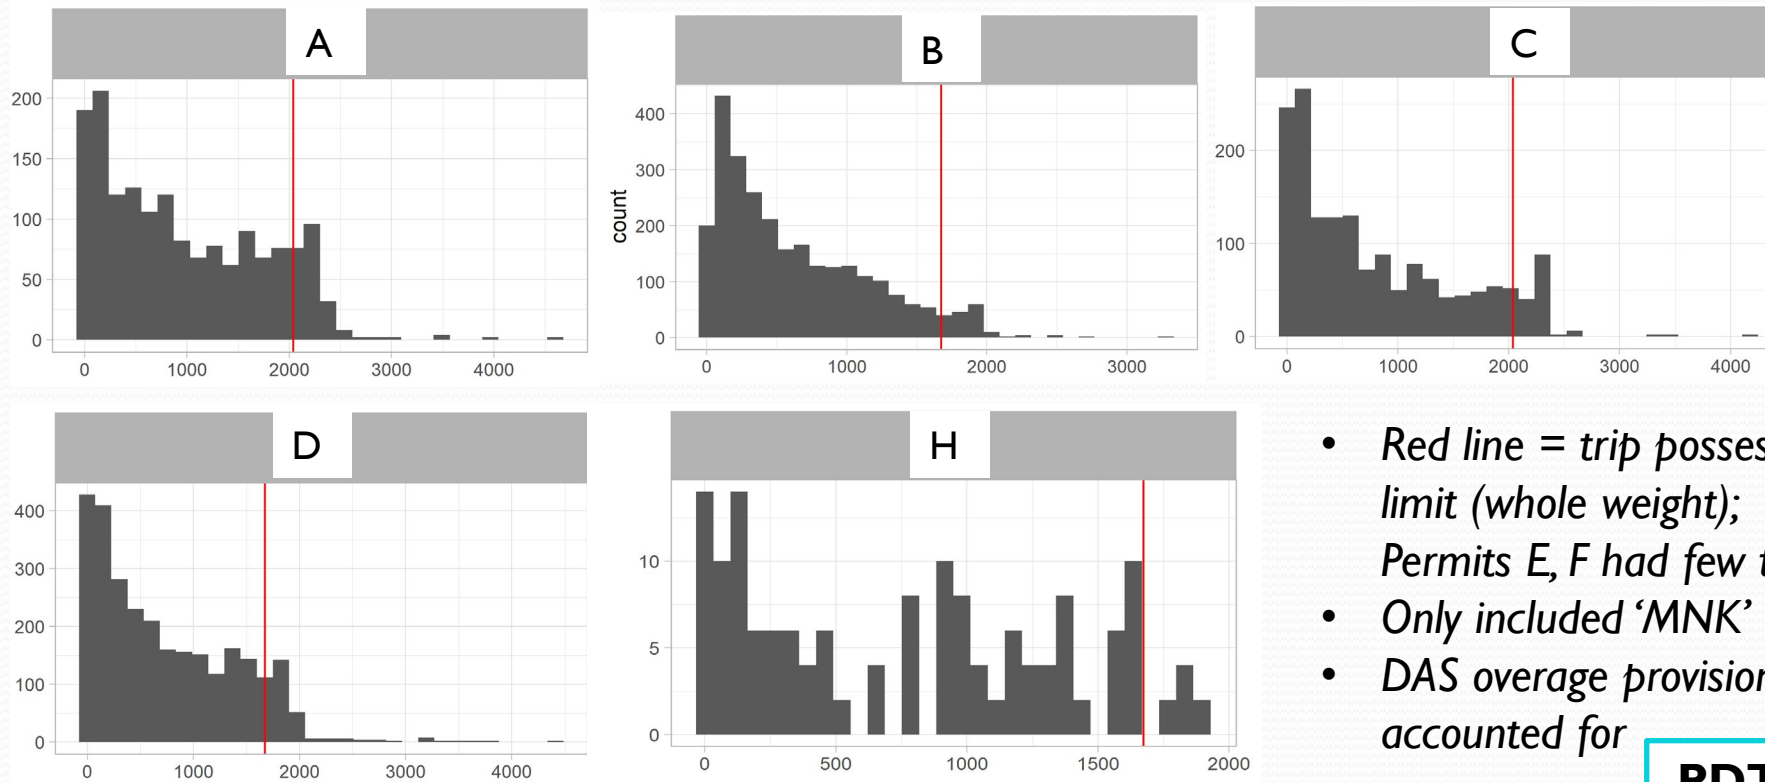 A
200
150
100
50
0
0 1000 2000 3000 4000
B
count
400
300
200
100
0
0 1000 2000 3000
C
200
100
0
0 1000 2000 3000 4000
D
400
300
200
100
0
0 1000 2000 3000 4000
H
10
5
0
0 500 1000 1500 2000
• Red line = trip
limit (whole weight);
Permits E, F had few
• Only included ‘MNK’
• DAS overage
accounted for